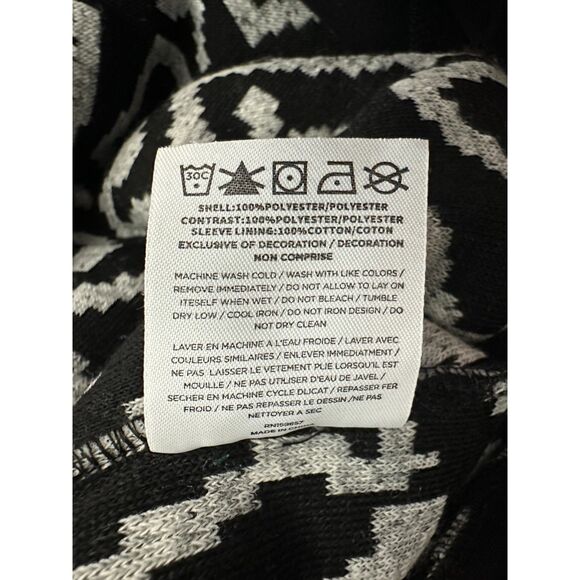 30C
SHELL:100%POLYESTER/POLYESTER
CONTRAST:100%POLYESTER/POLYESTER
SLEEVE LINING:100%COTTON/COTON
EXCLUSIVE OF DECORATION / DECORATION
NON COMPRISE
MACHINE WASH COLD / WASH WITH LIKE COLORS /
REMOVE IMMEDIATELY / DO NOT ALLOW TO LAY ON
ITESELF WHEN WET / DO NOT BLEACH / TUMBLE
DRY LOW / COOL IRON / DO NOT IRON DESIGN / DO
NOT DRY CLEAN
LAVER EN MACHINE A L'EAU FROIDE / LAVER AVEC
COULEURS SIMILAIRES / ENLEVER IMMEDIATMENT /
NE PAS LAISSER LE VETEMENT PLIE LORSQU'IL EST
MOUILLE / NE PAS UTILISER D'EAU DE JAVEL /
SECHER EN MACHINE CYCLE DLICAT / REPASSER FER
FROID / NE PAS REPASSER LE DESSIN /NE PAS
NETTOYER A SEC
RN159657
MADE IN CHINA